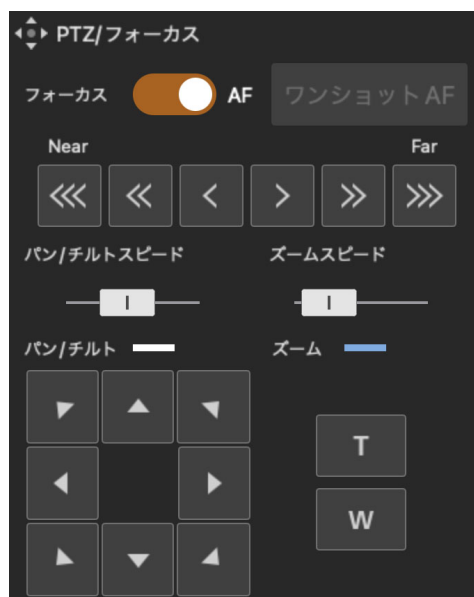 PTZ/フォーカス
フォーカス AF ワンショット AF
Near Far
パン/チルトスピード ズームスピード
パン/チルト ズーム
T
W